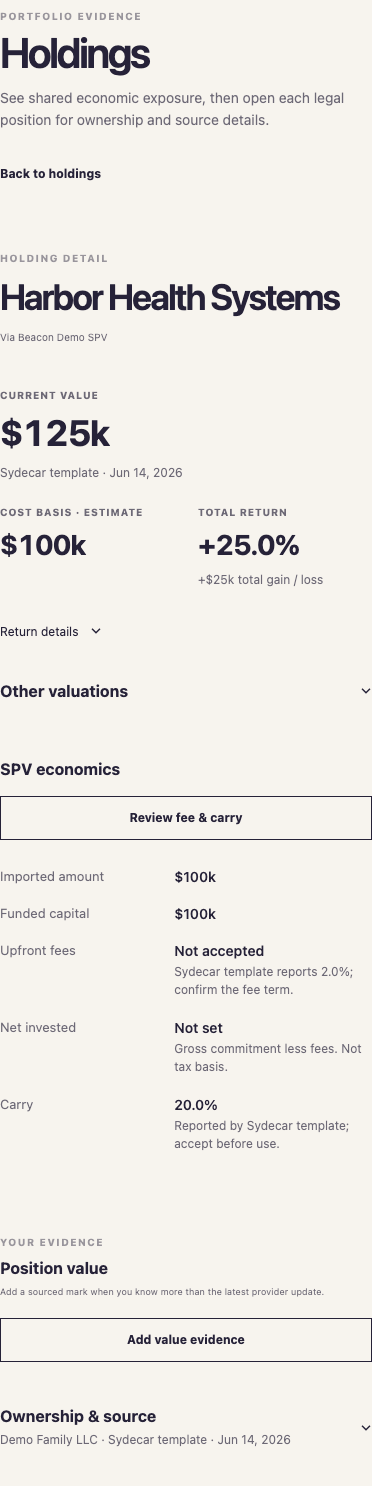 PORTFOLIO EVIDENCE
Holdings
See shared economic exposure, then open each legal
position for ownership and source details.
Back to holdings
HOLDING DETAIL
Harbor Health Systems
Via Beacon Demo SPV
CURRENT VALUE
$125k
Sydecar template · Jun 14, 2026
COST BASIS · ESTIMATE
$100k
TOTAL RETURN
+25.0%
+$25k total gain / loss
Return details
Other valuations
SPV economics
Review fee & carry
Imported amount
$100k
Funded capital
$100k
Upfront fees
Not accepted
Sydecar template reports 2.0%;
confirm the fee term.
Net invested
Not set
Gross commitment less fees. Not
tax basis.
Carry
20.0%
Reported by Sydecar template;
accept before use.
YOUR EVIDENCE
Position value
Add a sourced mark when you know more than the latest provider update.
Add value evidence
Ownership & source
Demo Family LLC · Sydecar template · Jun 14, 2026